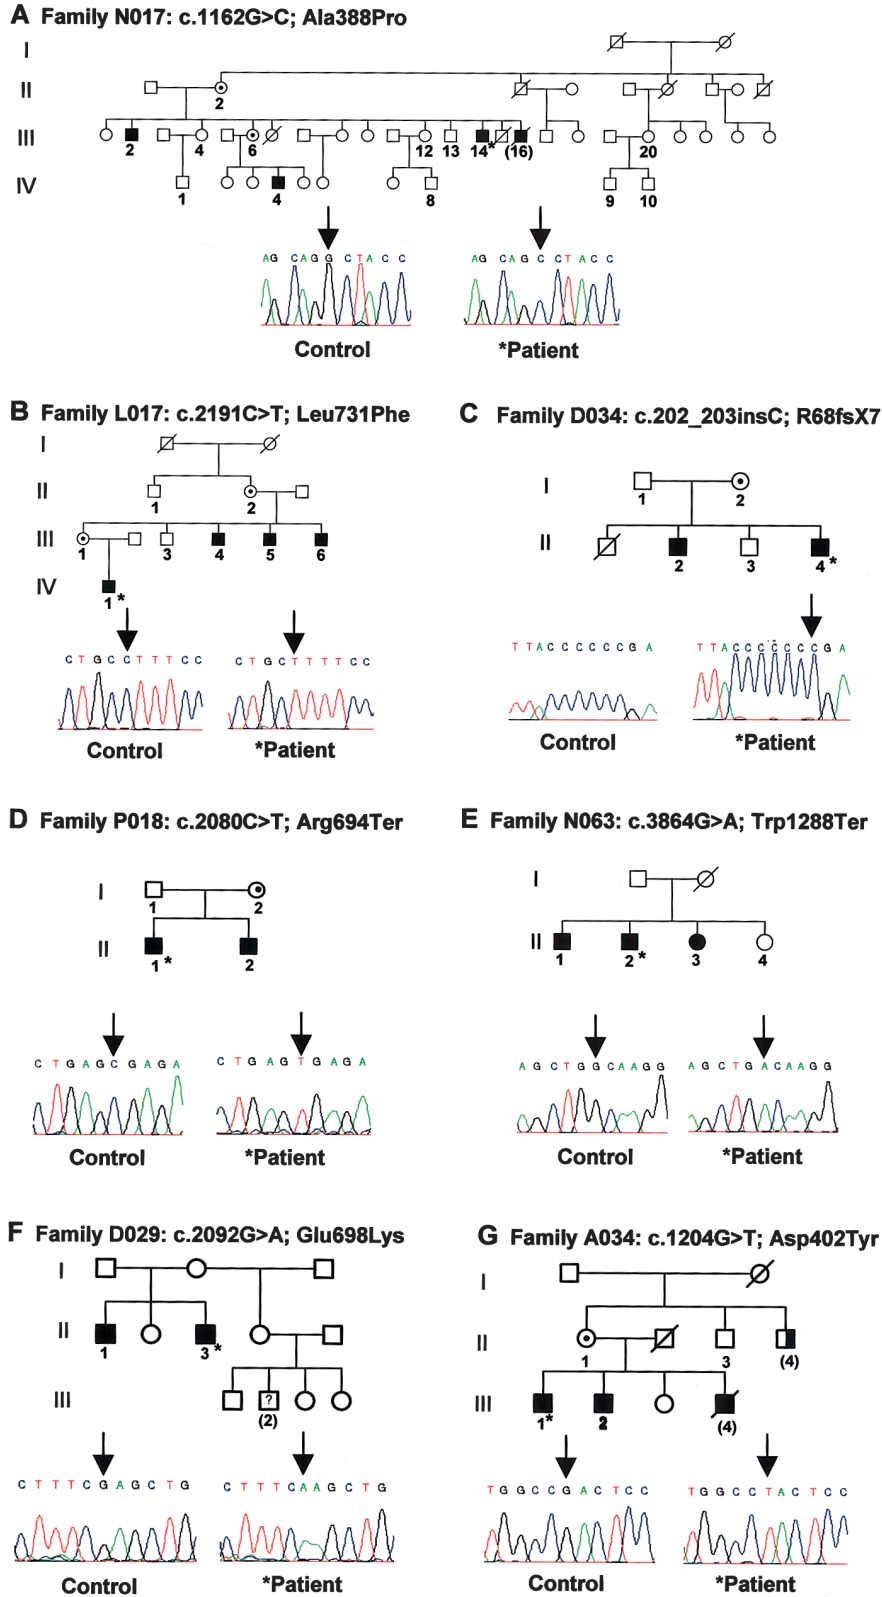 A Family N017: c.1162G>C; Ala388Pro
I
II
2
III
2 4 6 12 13 14* (16) 20
IV
1 4 8 9 10
AG CAGG CTACC
AG CAGC CTACC
Control
*Patient
B Family L017: c.2191C>T; Leu731Phe
I
II
1 2
III
1 3 4 5 6
IV
1*
CTGCCTTTCC
CTGCTTTTCC
Control
*Patient
C Family D034: c.202_203insC; R68fsX7
I
1 2
II
2 3 4*
TTACCCCCCGA
TTACCCCCCCGA
Control
*Patient
D Family P018: c.2080C>T; Arg694Ter
I
1 2
II
1* 2
CTGAGCGAGA
CTGAGTGAGA
Control
*Patient
E Family N063: c.3864G>A; Trp1288Ter
I
II
1 2* 3 4
AGCTGGCAAGG
AGCTGACAAGG
Control
*Patient
F Family D029: c.2092G>A; Glu698Lys
I
II
1 3*
III
?
(2)
CTTTCGAGCTG
CTTTCAAGCTG
Control
*Patient
G Family A034: c.1204G>T; Asp402Tyr
I
II
1 3 (4)
III
1* 2 (4)
TGGCCGACTCC
TGGCCTACTCC
Control
*Patient